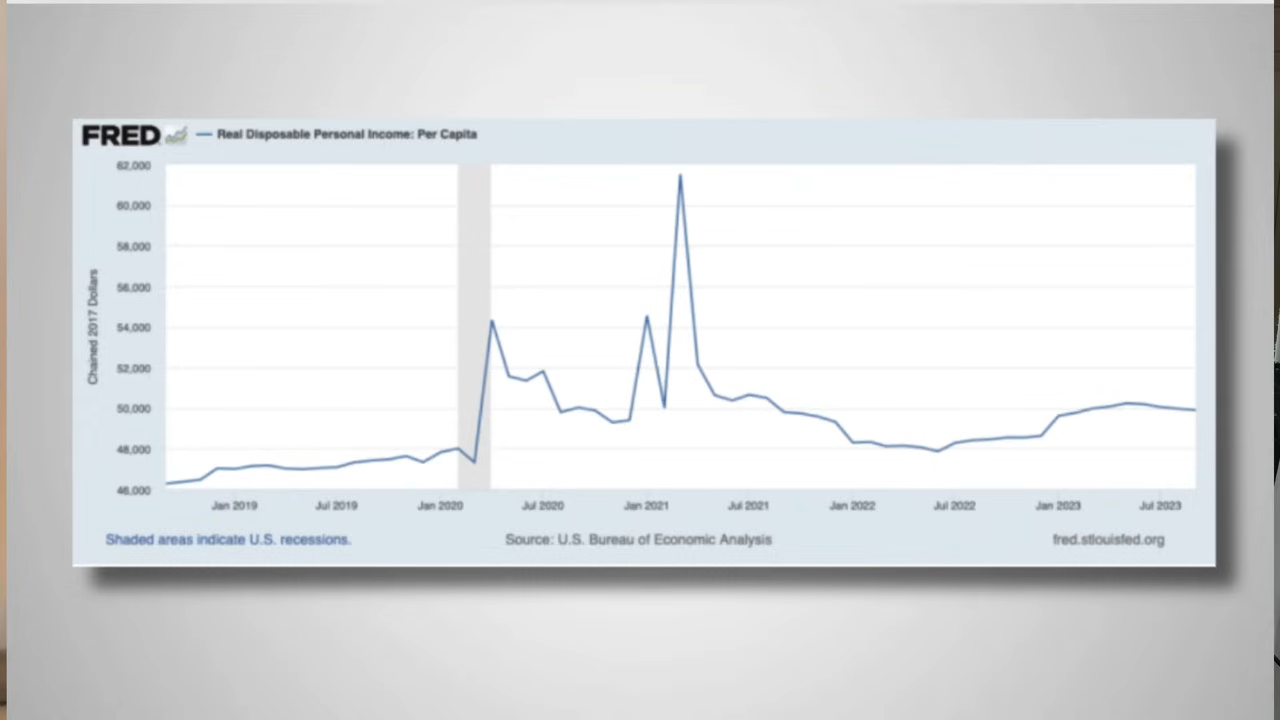 FRED
Real Disposable Personal Income: Per Capita
Chained 2017 Dollars
62,000
60,000
58,000
56,000
54,000
52,000
50,000
48,000
46,000
Jan 2019
Jul 2019
Jan 2020
Jul 2020
Jan 2021
Jul 2021
Jan 2022
Jul 2022
Jan 2023
Jul 2023
Shaded areas indicate U.S. recessions.
Source: U.S. Bureau of Economic Analysis
fred.stlouisfed.org